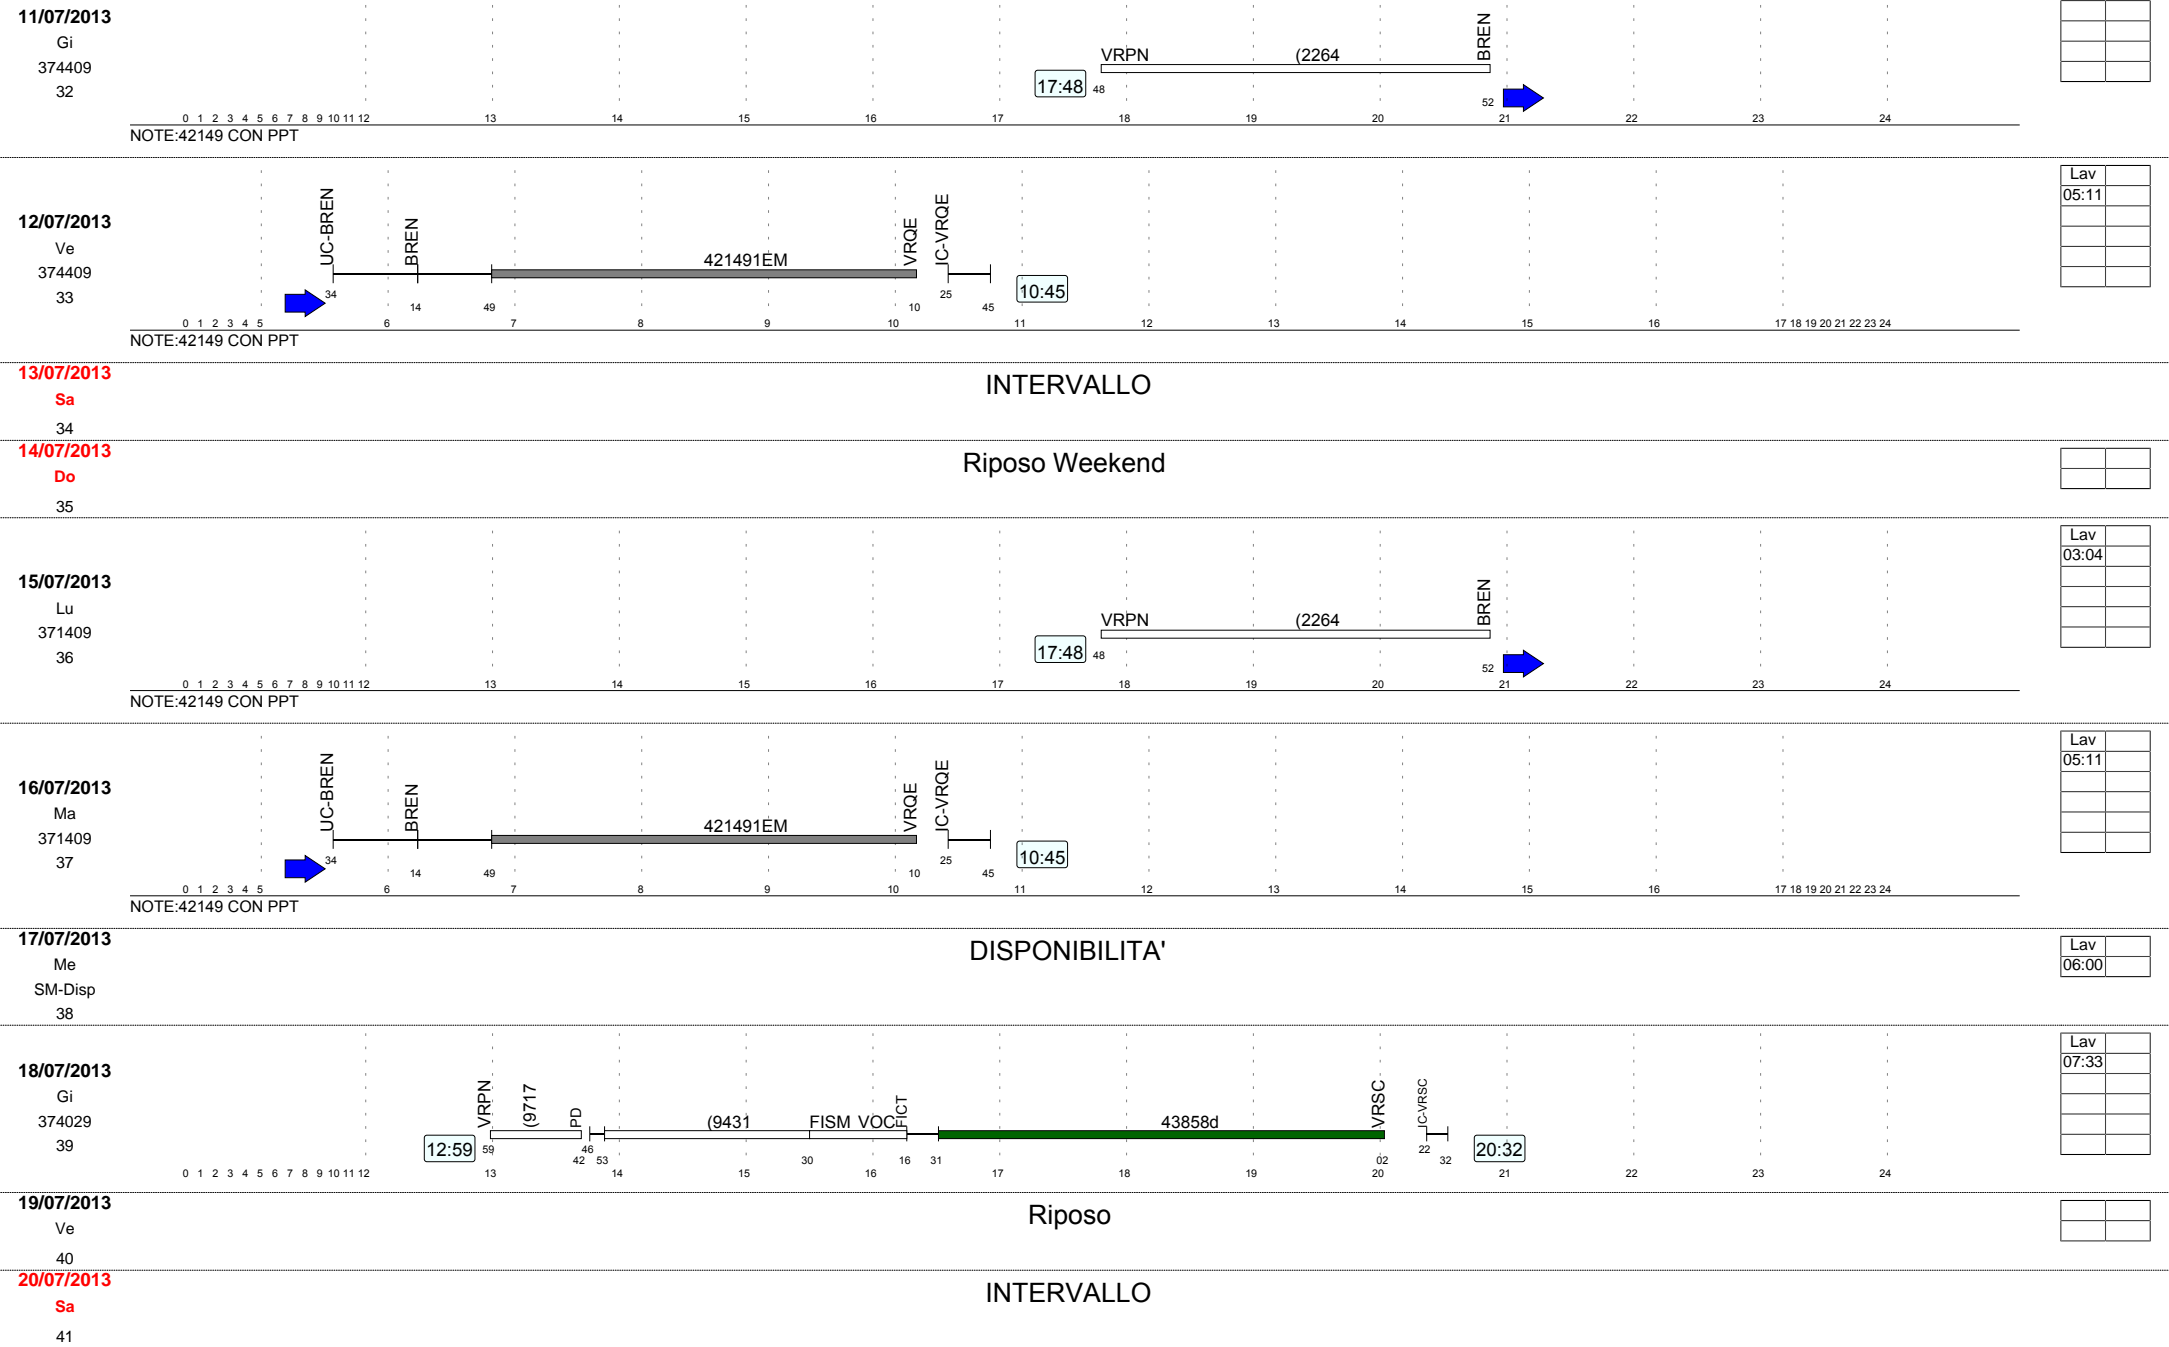 11/07/2013
Gi
374409
32
VRPN (2264 BREN
17:48 48 52
0 1 2 3 4 5 6 7 8 9 10 11 12 13 14 15 16 17 18 19 20 21 22 23 24
NOTE:42149 CON PPT
12/07/2013
Ve
374409
33
UC-BREN BREN 421491EM VRQE IC-VRQE
34 14 49 10 25 45 10:45
0 1 2 3 4 5 6 7 8 9 10 11 12 13 14 15 16 17 18 19 20 21 22 23 24
NOTE:42149 CON PPT
Lav
05:11
13/07/2013
Sa
34
INTERVALLO
14/07/2013
Do
35
Riposo Weekend
15/07/2013
Lu
371409
36
VRPN (2264 BREN
17:48 48 52
0 1 2 3 4 5 6 7 8 9 10 11 12 13 14 15 16 17 18 19 20 21 22 23 24
NOTE:42149 CON PPT
Lav
03:04
16/07/2013
Ma
371409
37
UC-BREN BREN 421491EM VRQE IC-VRQE
34 14 49 10 25 45 10:45
0 1 2 3 4 5 6 7 8 9 10 11 12 13 14 15 16 17 18 19 20 21 22 23 24
NOTE:42149 CON PPT
Lav
05:11
17/07/2013
Me
SM-Disp
38
DISPONIBILITA'
Lav
06:00
18/07/2013
Gi
374029
39
VRPN (9717 PD (9431 FISM VOC FICT 43858d VRSC IC-VRSC
12:59 59 42 46 53 30 16 31 02 22 32 20:32
0 1 2 3 4 5 6 7 8 9 10 11 12 13 14 15 16 17 18 19 20 21 22 23 24
Lav
07:33
19/07/2013
Ve
40
Riposo
20/07/2013
Sa
41
INTERVALLO